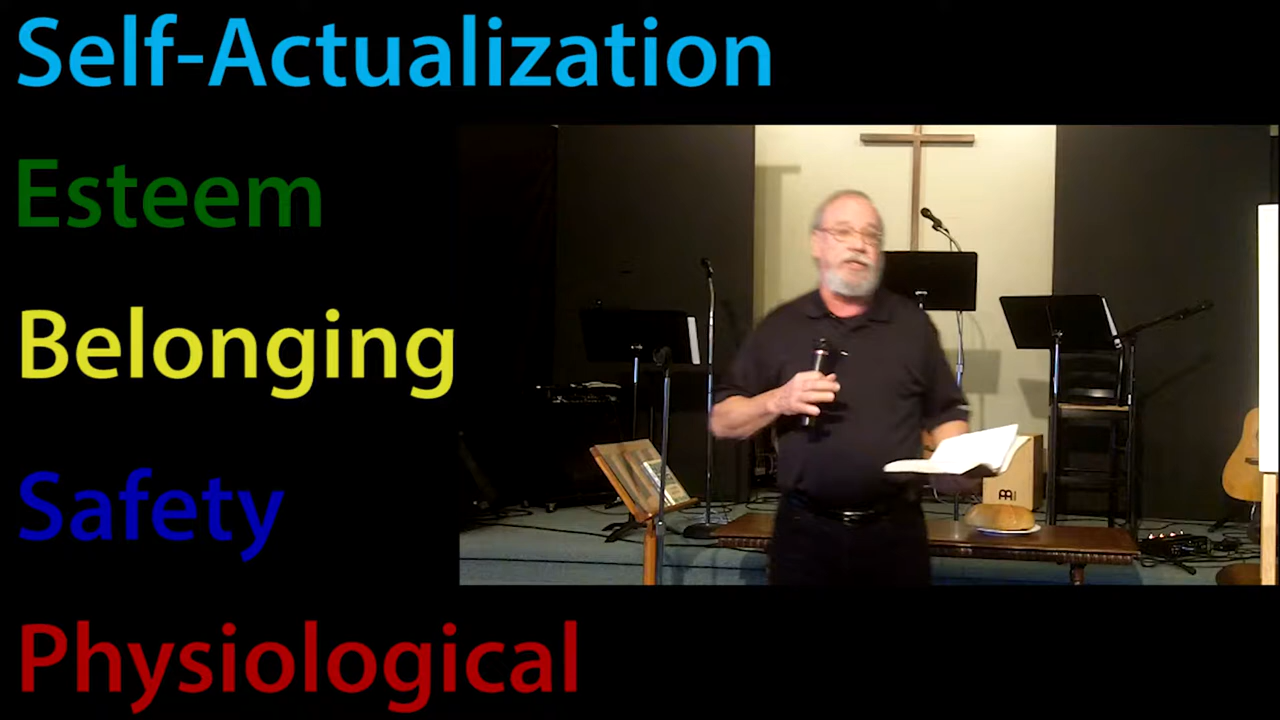 Self-Actualization
Esteem
Belonging
Safety
Physiological